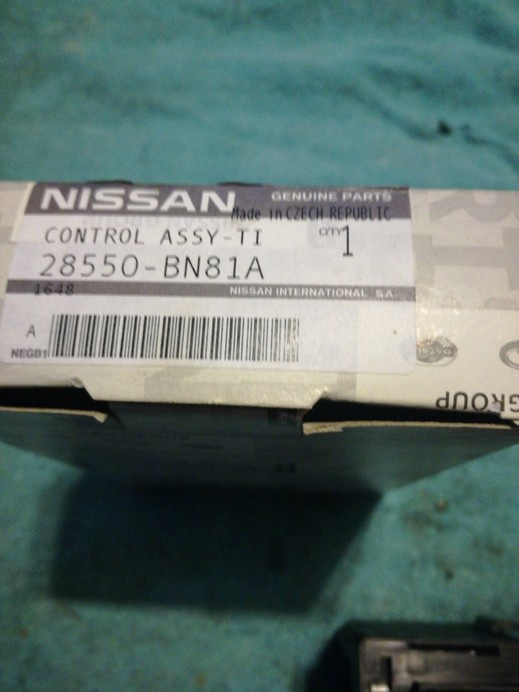 NISSAN GENUINE PARTS
Made in CZECH REPUBLIC
CONTROL ASSY-TI QTY 1
28550-BN81A
1648 NISSAN INTERNATIONAL S.A.
A
NEGB1
GROUP